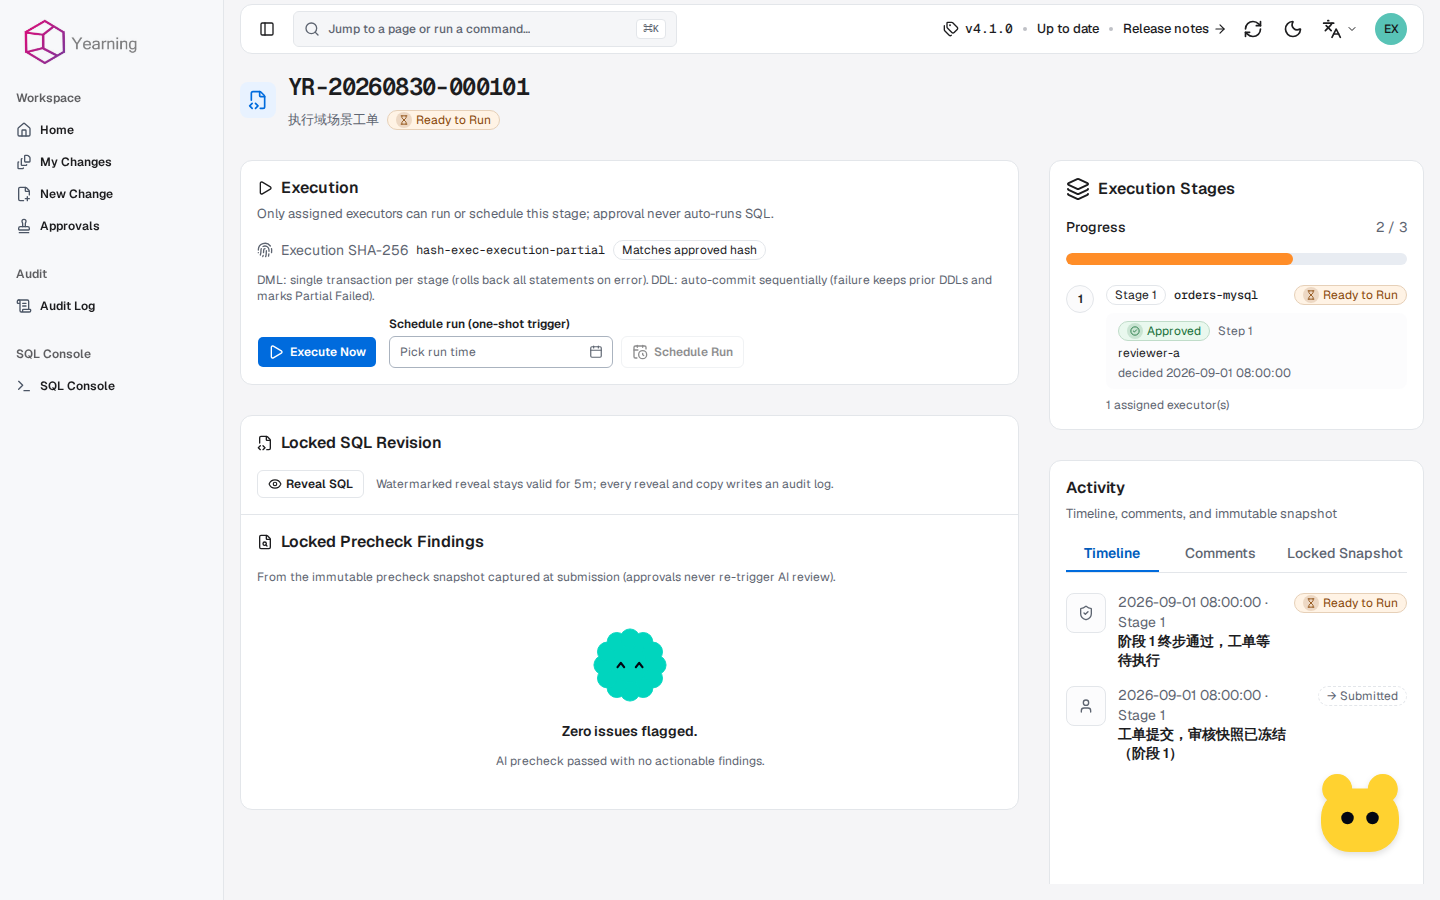 Yearning
Workspace
Home
My Changes
New Change
Approvals
Audit
Audit Log
SQL Console
SQL Console
Jump to a page or run a command...
⌘K
v4.1.0 • Up to date • Release notes →
EX
YR-20260830-000101
执行域场景工单
Ready to Run
Execution
Only assigned executors can run or schedule this stage; approval never auto-runs SQL.
Execution SHA-256 hash-exec-execution-partial Matches approved hash
DML: single transaction per stage (rolls back all statements on error). DDL: auto-commit sequentially (failure keeps prior DDLs and
marks Partial Failed).
Schedule run (one-shot trigger)
Execute Now
Pick run time
Schedule Run
Locked SQL Revision
Reveal SQL
Watermarked reveal stays valid for 5m; every reveal and copy writes an audit log.
Locked Precheck Findings
From the immutable precheck snapshot captured at submission (approvals never re-trigger AI review).
Zero issues flagged.
AI precheck passed with no actionable findings.
Execution Stages
Progress 2 / 3
1 Stage 1 orders-mysql Ready to Run
Approved Step 1
reviewer-a
decided 2026-09-01 08:00:00
1 assigned executor(s)
Activity
Timeline, comments, and immutable snapshot
Timeline Comments Locked Snapshot
2026-09-01 08:00:00 · Ready to Run
Stage 1
阶段 1 终步通过，工单等
待执行
2026-09-01 08:00:00 · → Submitted
Stage 1
工单提交，审核快照已冻结
（阶段 1）